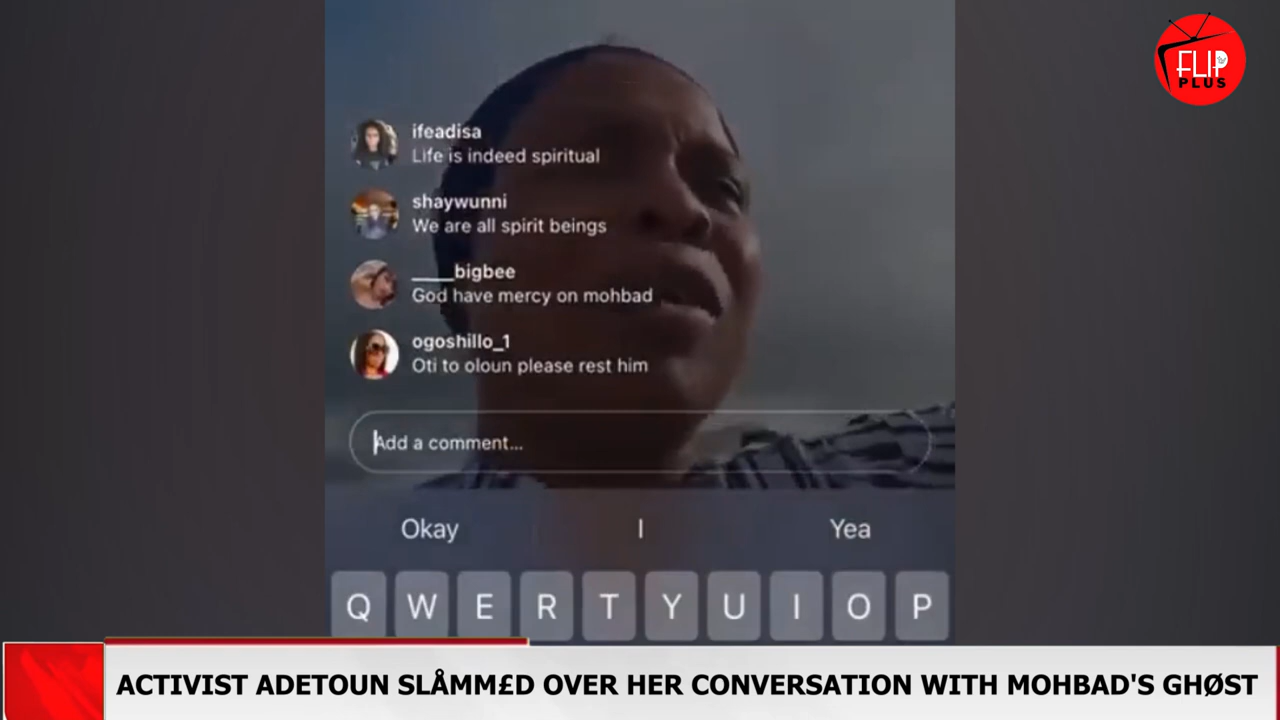 FLIP
tv
PLUS
ifeadisa
Life is indeed spiritual
shaywunni
We are all spirit beings
____bigbee
God have mercy on mohbad
ogoshillo_1
Oti to oloun please rest him
Add a comment...
Okay I Yea
Q W E R T Y U I O P
ACTIVIST ADETOUN SLÅMM£D OVER HER CONVERSATION WITH MOHBAD'S GHØST